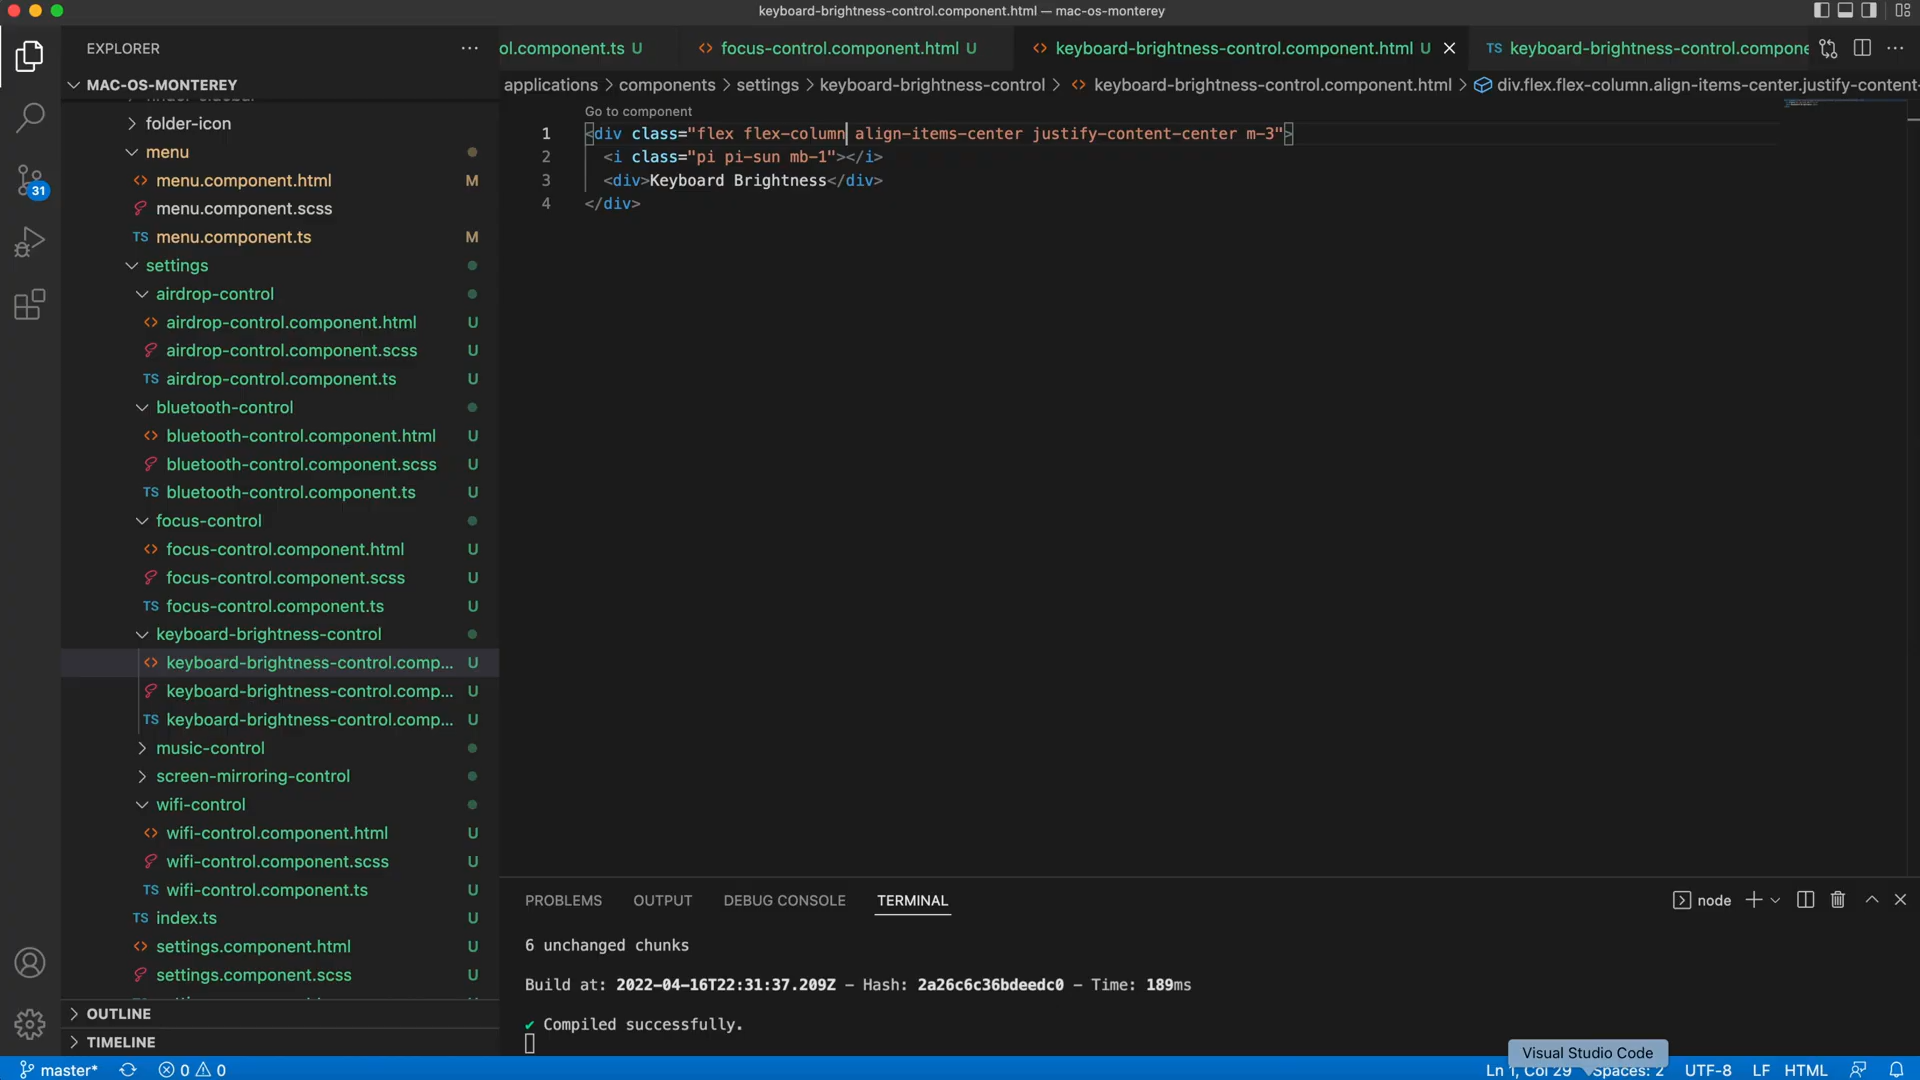 keyboard-brightness-control.component.html — mac-os-monterey
EXPLORER
MAC-OS-MONTEREY
folder-icon
menu
menu.component.html M
menu.component.scss
TS menu.component.ts M
settings
airdrop-control
airdrop-control.component.html U
airdrop-control.component.scss U
TS airdrop-control.component.ts U
bluetooth-control
bluetooth-control.component.html U
bluetooth-control.component.scss U
TS bluetooth-control.component.ts U
focus-control
focus-control.component.html U
focus-control.component.scss U
TS focus-control.component.ts U
keyboard-brightness-control
keyboard-brightness-control.comp... U
keyboard-brightness-control.comp... U
TS keyboard-brightness-control.comp... U
music-control
screen-mirroring-control
wifi-control
wifi-control.component.html U
wifi-control.component.scss U
TS wifi-control.component.ts U
TS index.ts U
settings.component.html U
settings.component.scss U
OUTLINE
TIMELINE
31
ol.component.ts U
focus-control.component.html U
keyboard-brightness-control.component.html U
TS keyboard-brightness-control.compone
applications > components > settings > keyboard-brightness-control > keyboard-brightness-control.component.html > div.flex.flex-column.align-items-center.justify-content-
Go to component
1 <div class="flex flex-column align-items-center justify-content-center m-3">
2 <i class="pi pi-sun mb-1"></i>
3 <div>Keyboard Brightness</div>
4 </div>
PROBLEMS OUTPUT DEBUG CONSOLE TERMINAL
node
6 unchanged chunks
Build at: 2022-04-16T22:31:37.209Z - Hash: 2a26c6c36bdeedc0 - Time: 189ms
✔ Compiled successfully.
Visual Studio Code
master* 0 0 Ln 1, Col 29 Spaces: 2 UTF-8 LF HTML